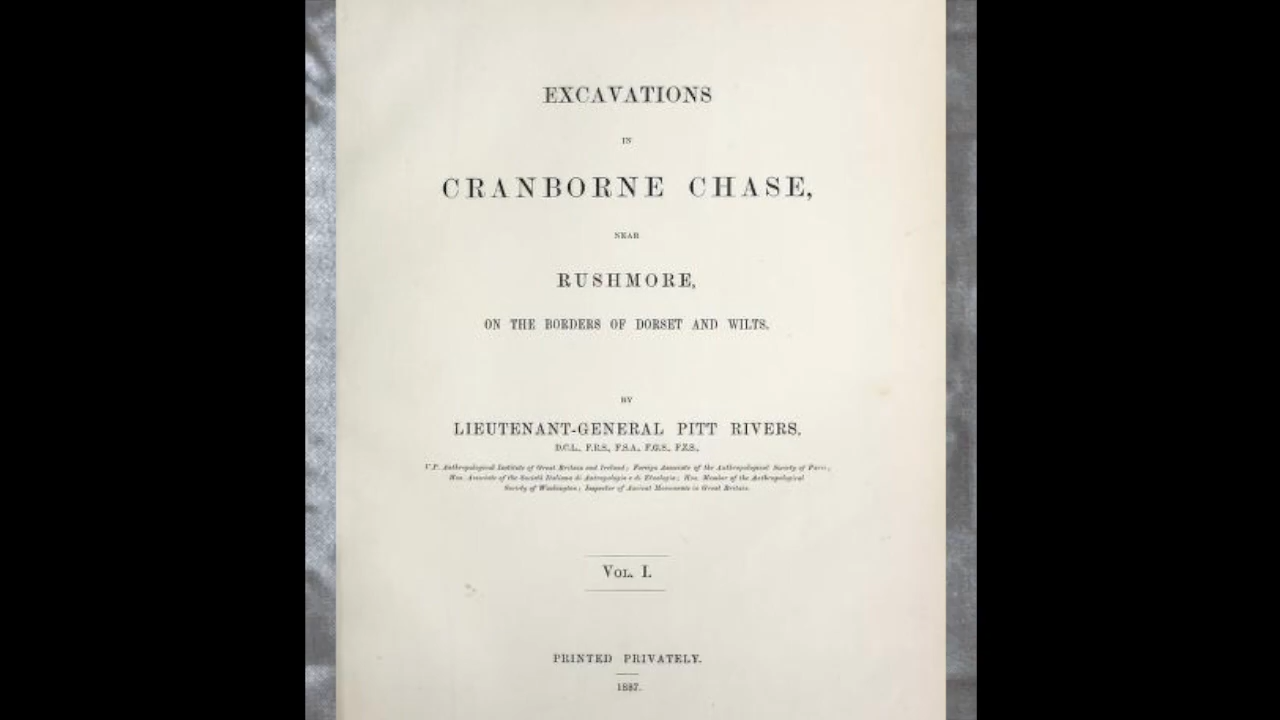 EXCAVATIONS
IN
CRANBORNE CHASE,
NEAR
RUSHMORE,
ON THE BORDERS OF DORSET AND WILTS.
BY
LIEUTENANT-GENERAL PITT RIVERS,
D.C.L., F.R.S., F.S.A., F.G.S., F.Z.S.,
V.P. Anthropological Institute of Great Britain and Ireland; Foreign Associate of the Anthropological Society of Paris;
Hon. Associate of the Società Italiana di Antropologia e di Etnologia; Hon. Member of the Anthropological
Society of Washington; Inspector of Ancient Monuments in Great Britain.
VOL. I.
PRINTED PRIVATELY.
1887.